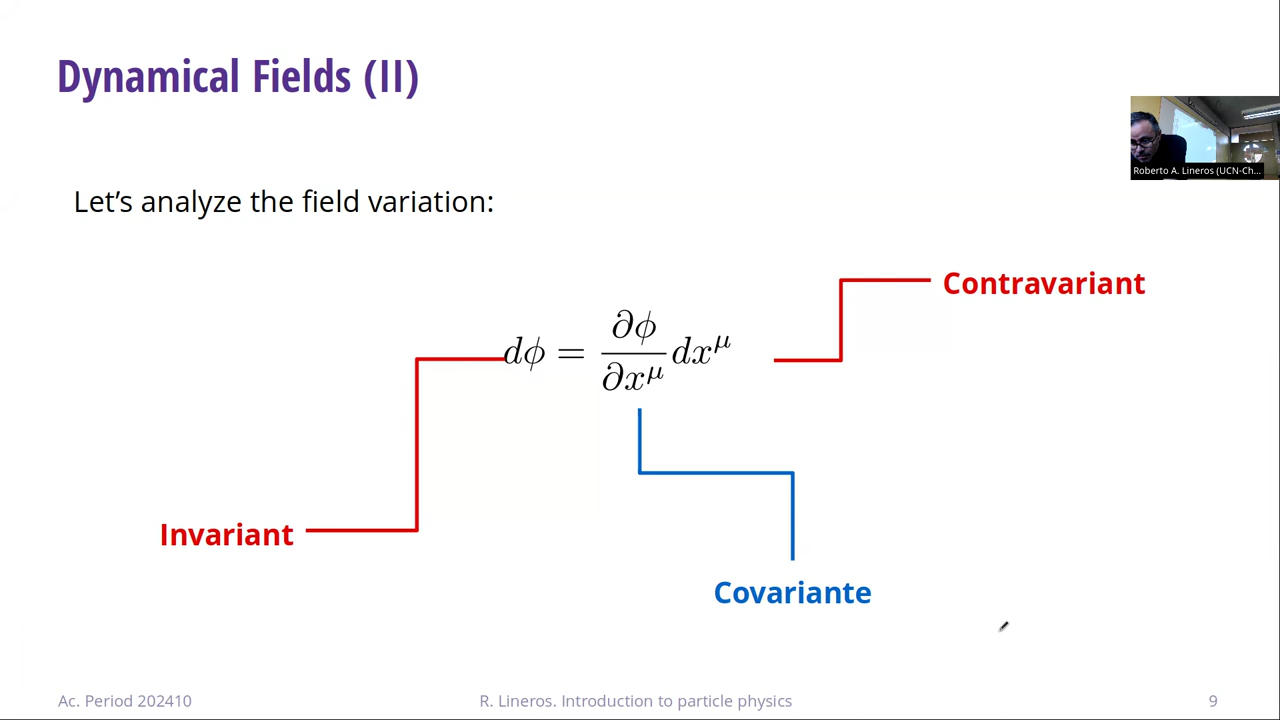 Dynamical Fields (II)
Roberto A. Lineros (UCN-Ch...
Let's analyze the field variation:
Contravariant
dϕ = ∂ϕ/∂x^μ dx^μ
Invariant
Covariante
Ac. Period 202410
R. Lineros. Introduction to particle physics
9